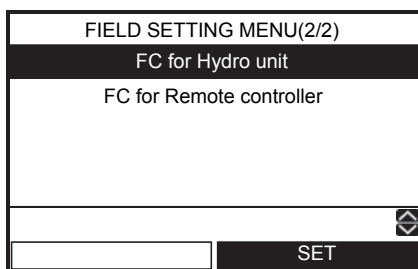 FIELD SETTING MENU(2/2)
FC for Hydro unit
FC for Remote controller
SET